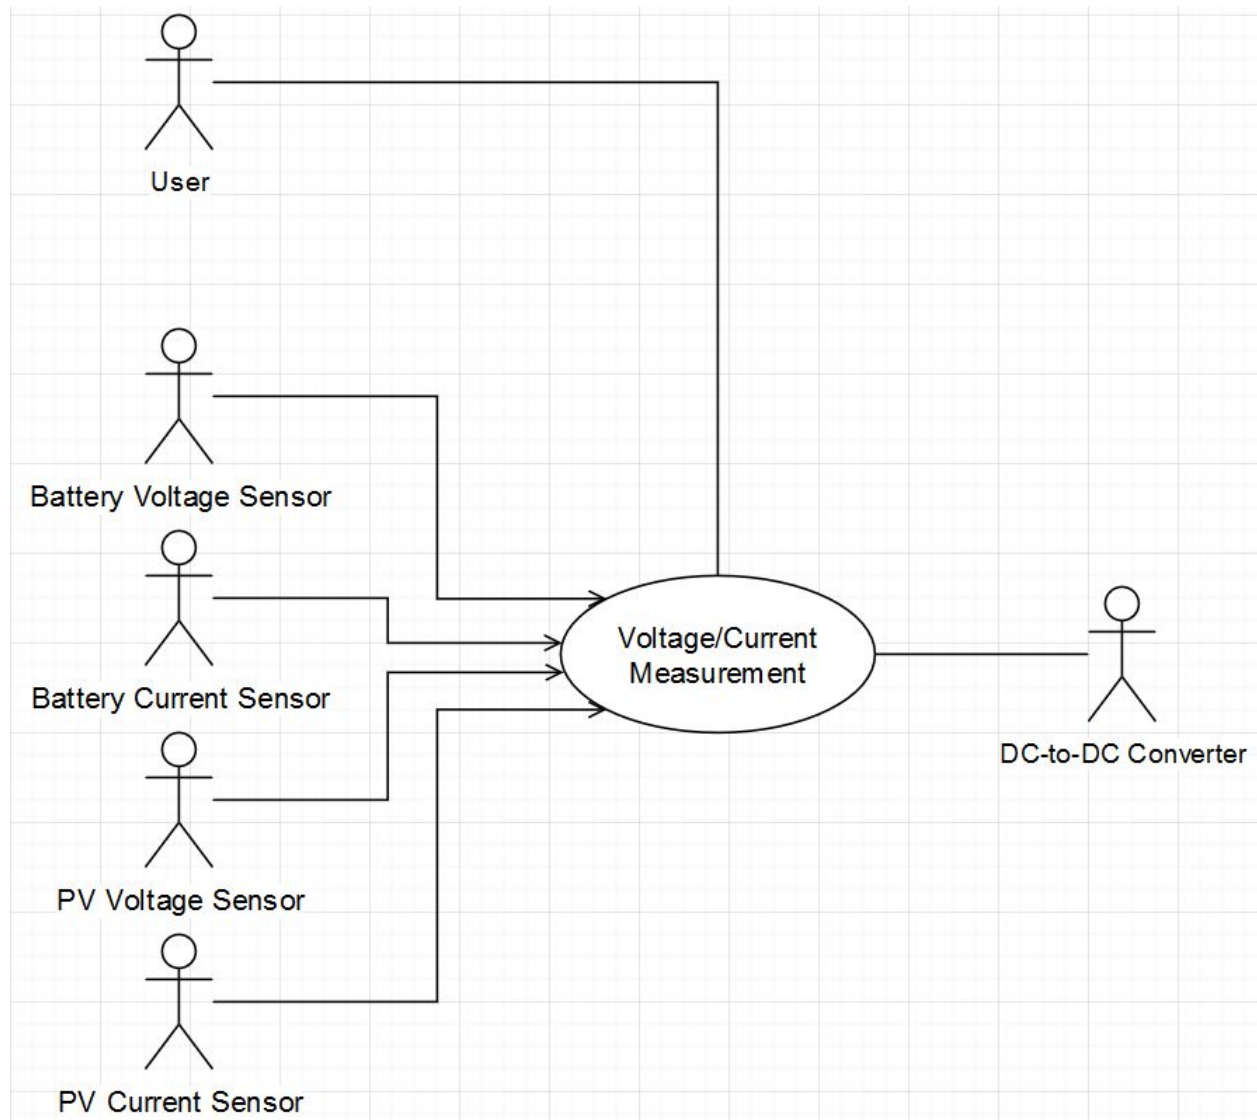 User
Battery Voltage Sensor
Battery Current Sensor
Voltage/Current
Measurement
DC-to-DC Converter
PV Voltage Sensor
PV Current Sensor